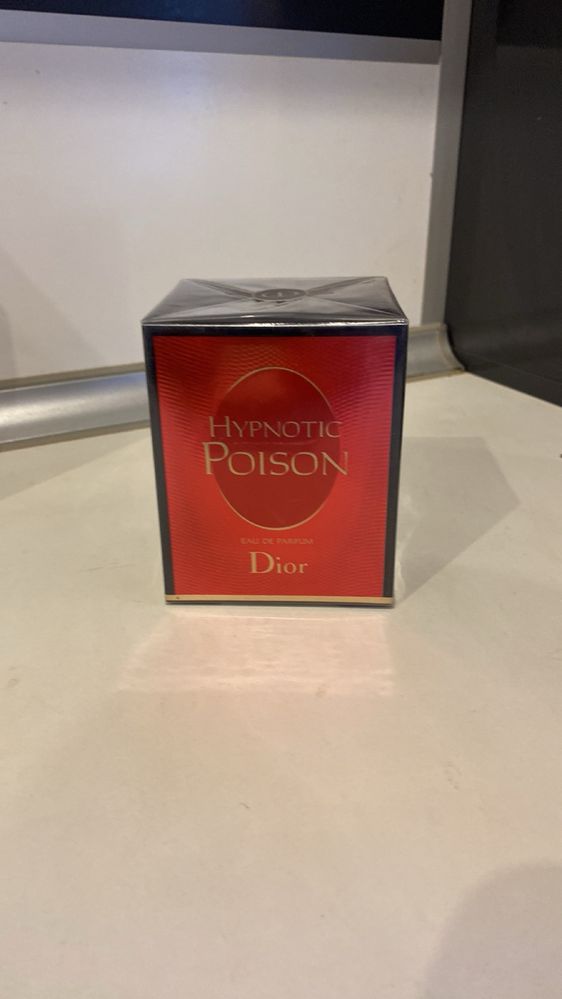 HYPNOTIC
POISON
EAU DE PARFUM
Dior